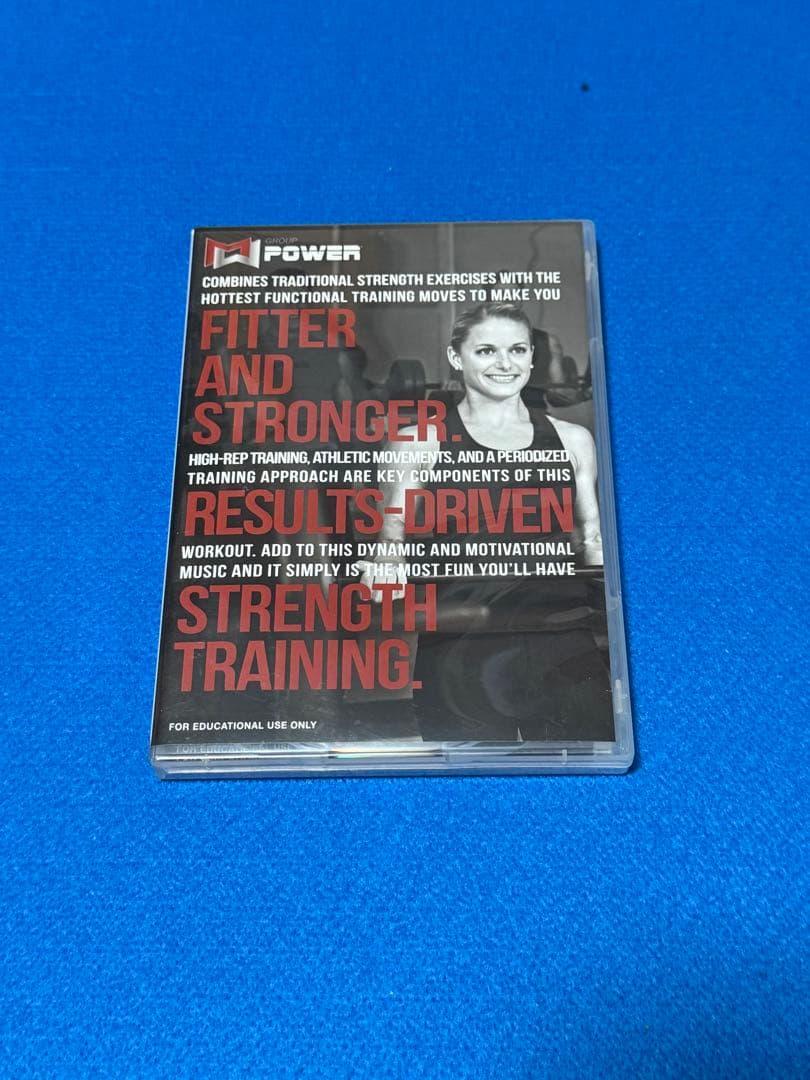 GROUP
POWER
COMBINES TRADITIONAL STRENGTH EXERCISES WITH THE
HOTTEST FUNCTIONAL TRAINING MOVES TO MAKE YOU
FITTER
AND
STRONGER.
HIGH-REP TRAINING, ATHLETIC MOVEMENTS, AND A PERIODIZED
TRAINING APPROACH ARE KEY COMPONENTS OF THIS
RESULTS-DRIVEN
WORKOUT. ADD TO THIS DYNAMIC AND MOTIVATIONAL
MUSIC AND IT SIMPLY IS THE MOST FUN YOU'LL HAVE
STRENGTH
TRAINING.
FOR EDUCATIONAL USE ONLY